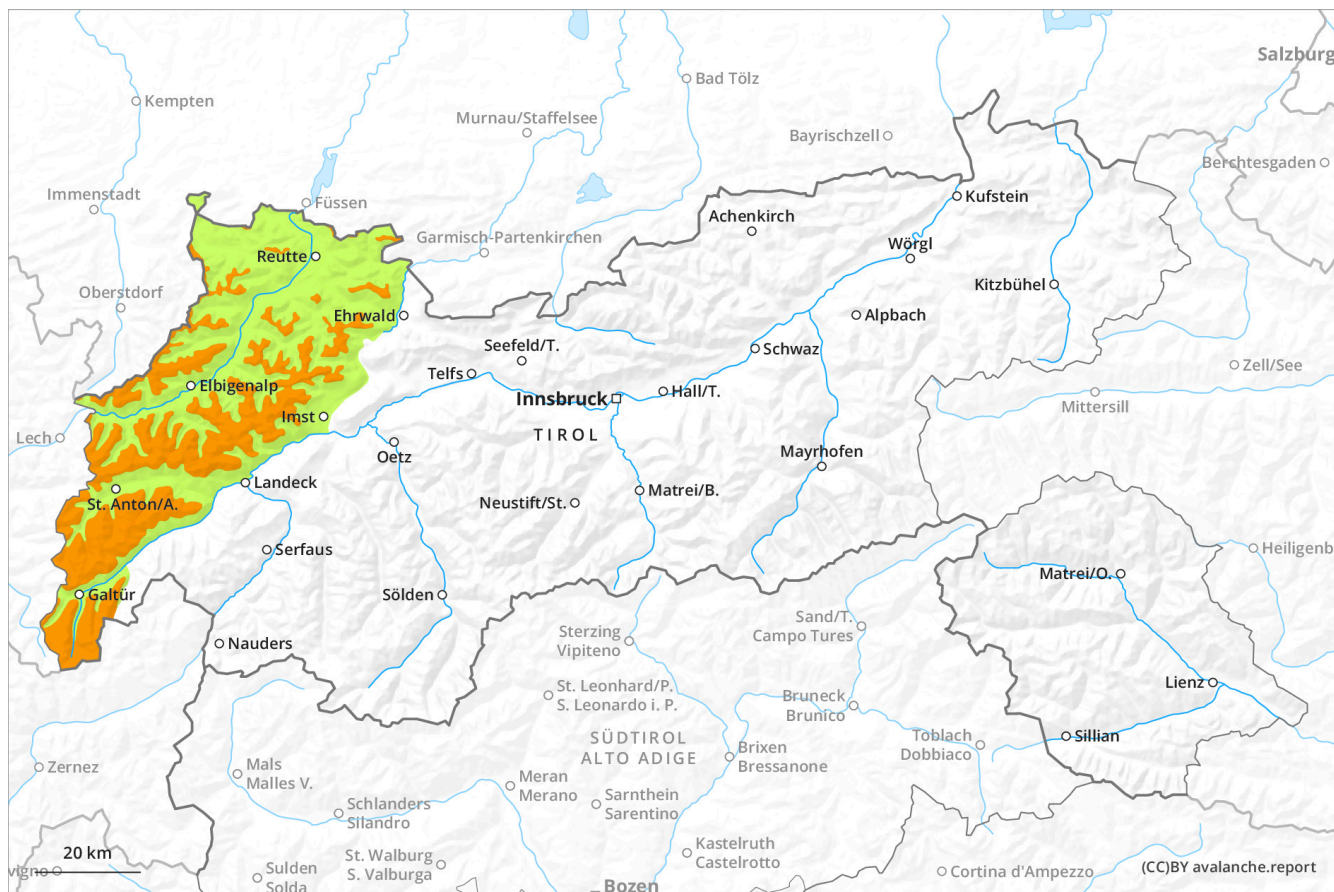 Salzburg
Bad Tölz
Kempten
Murnau/Staffelsee
Bayrischzell
Berchtesgaden
Immenstadt
Füssen
Kufstein
Achenkirch
Garmisch-Partenkirchen
Wörgl
Reutte
Kitzbühel
Oberstdorf
Ehrwald
Alpbach
Seefeld/T.
Schwaz
Zell/See
Telfs
Elbigenalp
Innsbruck
Hall/T.
Mittersill
Imst
TIROL
Lech
Oetz
Mayrhofen
Landeck
St. Anton/A.
Neustift/St.
Matrei/B.
Serfaus
Heiligenb
Matrei/O.
Galtür
Sölden
Sand/T.
Campo Tures
Nauders
Sterzing
Vipiteno
Lienz
St. Leonhard/P.
S. Leonardo i. P.
Bruneck
Brunico
Sillian
Toblach
Dobbiaco
SÜDTIROL
ALTO ADIGE
Zernez
Mals
Malles V.
Brixen
Bressanone
Meran
Merano
Sarnthein
Sarentino
Schlanders
Silandro
20 km
Kastelruth
Castelrotto
St. Walburg
S. Valburga
vigno
Sulden
Solda
Cortina d'Ampezzo
(CC)BY avalanche.report
Bozen